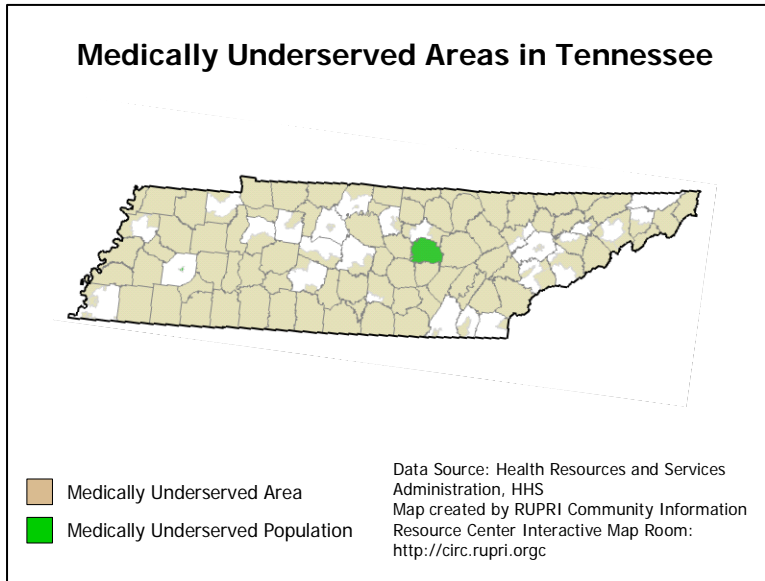 Medically Underserved Areas in Tennessee
Medically Underserved Area
Medically Underserved Population
Data Source: Health Resources and Services
Administration, HHS
Map created by RUPRI Community Information
Resource Center Interactive Map Room:
http://circ.rupri.orgc